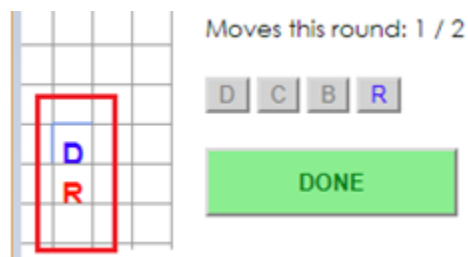 Moves this round: 1 / 2
D C B R
D
R
DONE